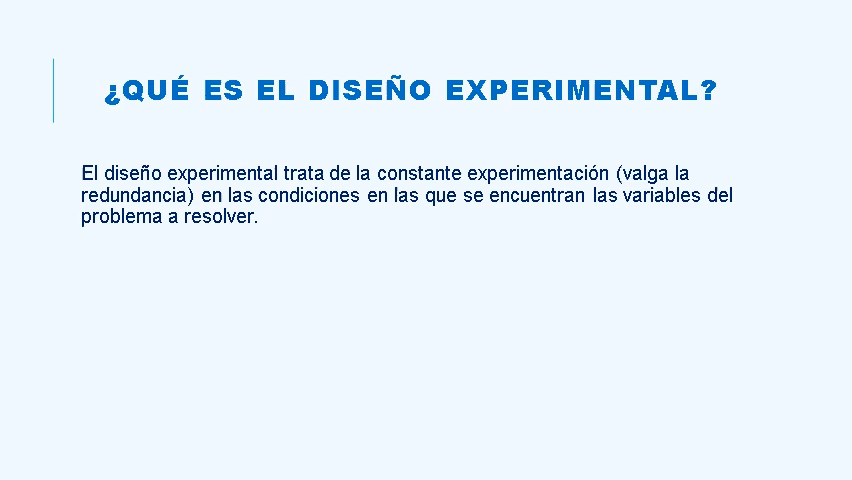 ¿QUÉ ES EL DISEÑO EXPERIMENTAL?
El diseño experimental trata de la constante experimentación (valga la
redundancia) en las condiciones en las que se encuentran las variables del
problema a resolver.